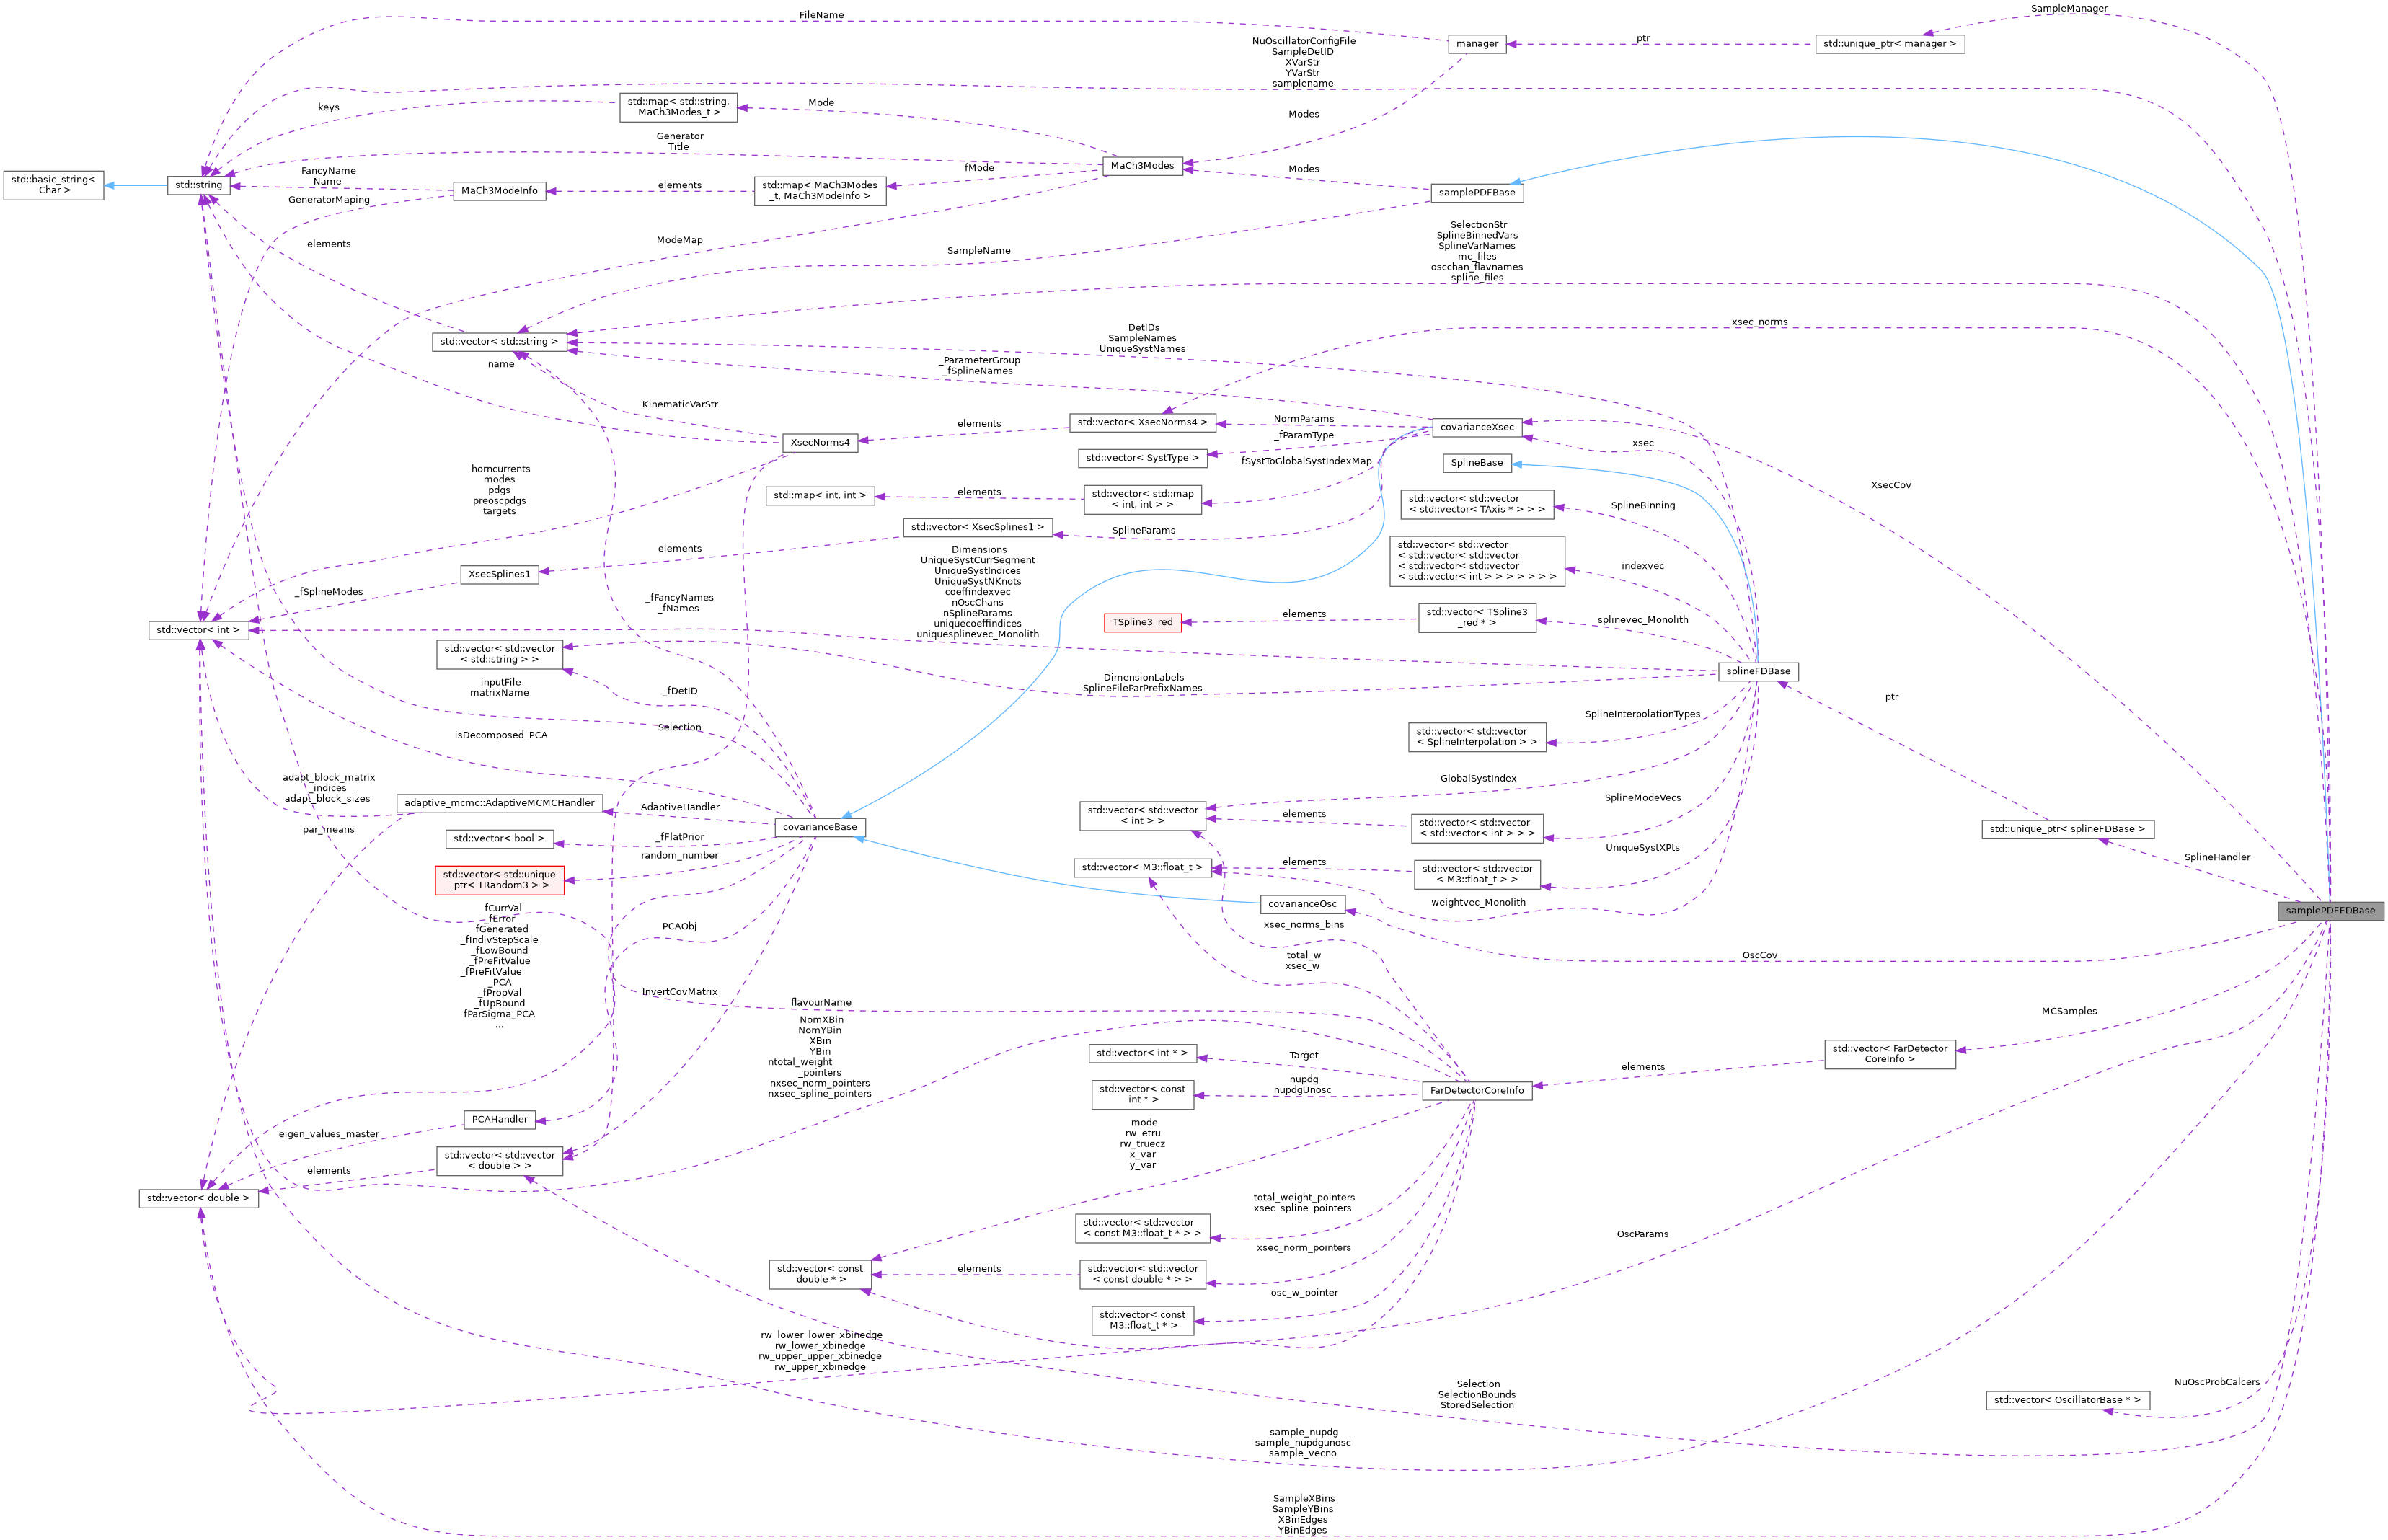 FileName
SampleManager
manager
ptr
std::unique_ptr< manager >
NuOscillatorConfigFile
SampleDetID
XVarStr
YVarStr
samplename
keys
std::map< std::string,
MaCh3Modes_t >
Mode
Modes
Generator
Title
MaCh3Modes
std::basic_string<
Char >
std::string
FancyName
Name
MaCh3ModeInfo
elements
std::map< MaCh3Modes
_t, MaCh3ModeInfo >
fMode
Modes
samplePDFBase
GeneratorMaping
elements
ModeMap
SampleName
SelectionStr
SplineBinnedVars
SplineVarNames
mc_files
oscchan_flavnames
spline_files
std::vector< std::string >
DetIDs
SampleNames
UniqueSystNames
xsec_norms
name
_ParameterGroup
_fSplineNames
KinematicVarStr
XsecNorms4
elements
std::vector< XsecNorms4 >
NormParams
covarianceXsec
_fParamType
std::vector< SystType >
xsec
SplineBase
XsecCov
_fSystToGlobalSystIndexMap
horncurrents
modes
pdgs
preoscpdgs
targets
std::map< int, int >
elements
std::vector< std::map
< int, int > >
std::vector< std::vector
< std::vector< TAxis * > > >
SplineBinning
std::vector< XsecSplines1 >
SplineParams
elements
XsecSplines1
_fSplineModes
Dimensions
UniqueSystCurrSegment
UniqueSystIndices
UniqueSystNKnots
coeffindexvec
nOscChans
nSplineParams
uniquecoeffindices
uniquesplinevec_Monolith
std::vector< std::vector
< std::vector< std::vector
< std::vector< std::vector
< std::vector< int > > > > > > >
indexvec
_fFancyNames
_fNames
TSpline3_red
elements
std::vector< TSpline3
_red * >
splinevec_Monolith
std::vector< int >
std::vector< std::vector
< std::string > >
splineFDBase
inputFile
matrixName
_fDetID
DimensionLabels
SplineFileParPrefixNames
ptr
Selection
isDecomposed_PCA
SplineInterpolationTypes
std::vector< std::vector
< SplineInterpolation > >
adapt_block_matrix
_indices
adapt_block_sizes
GlobalSystIndex
adaptive_mcmc::AdaptiveMCMCHandler
AdaptiveHandler
SplineModeVecs
std::vector< std::vector
< int > >
elements
std::vector< std::vector
< std::vector< int > > >
par_means
std::vector< bool >
_fFlatPrior
covarianceBase
std::unique_ptr< splineFDBase >
random_number
UniqueSystXPts
SplineHandler
std::vector< std::unique
_ptr< TRandom3 > >
std::vector< M3::float_t >
elements
std::vector< std::vector
< M3::float_t > >
covarianceOsc
weightvec_Monolith
samplePDFFDBase
_fCurrVal
_fError
_fGenerated
_fIndivStepScale
_fLowBound
_fPreFitValue
_fPreFitValue
_PCA
_fPropVal
_fUpBound
fParSigma_PCA
...
PCAObj
xsec_norms_bins
total_w
xsec_w
OscCov
InvertCovMatrix
flavourName
MCSamples
NomXBin
NomYBin
XBin
YBin
ntotal_weight
_pointers
nxsec_norm_pointers
nxsec_spline_pointers
std::vector< int * >
Target
std::vector< FarDetector
CoreInfo >
elements
FarDetectorCoreInfo
std::vector< const
int * >
nupdg
nupdgUnosc
PCAHandler
eigen_values_master
mode
rw_etru
rw_truecz
x_var
y_var
std::vector< std::vector
< double > >
elements
std::vector< double >
total_weight_pointers
xsec_spline_pointers
std::vector< std::vector
< const M3::float_t * > >
OscParams
xsec_norm_pointers
std::vector< const
double * >
elements
std::vector< std::vector
< const double * > >
osc_w_pointer
std::vector< const
M3::float_t * >
rw_lower_lower_xbinedge
rw_lower_xbinedge
rw_upper_upper_xbinedge
rw_upper_xbinedge
Selection
SelectionBounds
StoredSelection
NuOscProbCalcers
std::vector< OscillatorBase * >
sample_nupdg
sample_nupdgunosc
sample_vecno
SampleXBins
SampleYBins
XBinEdges
YBinEdges